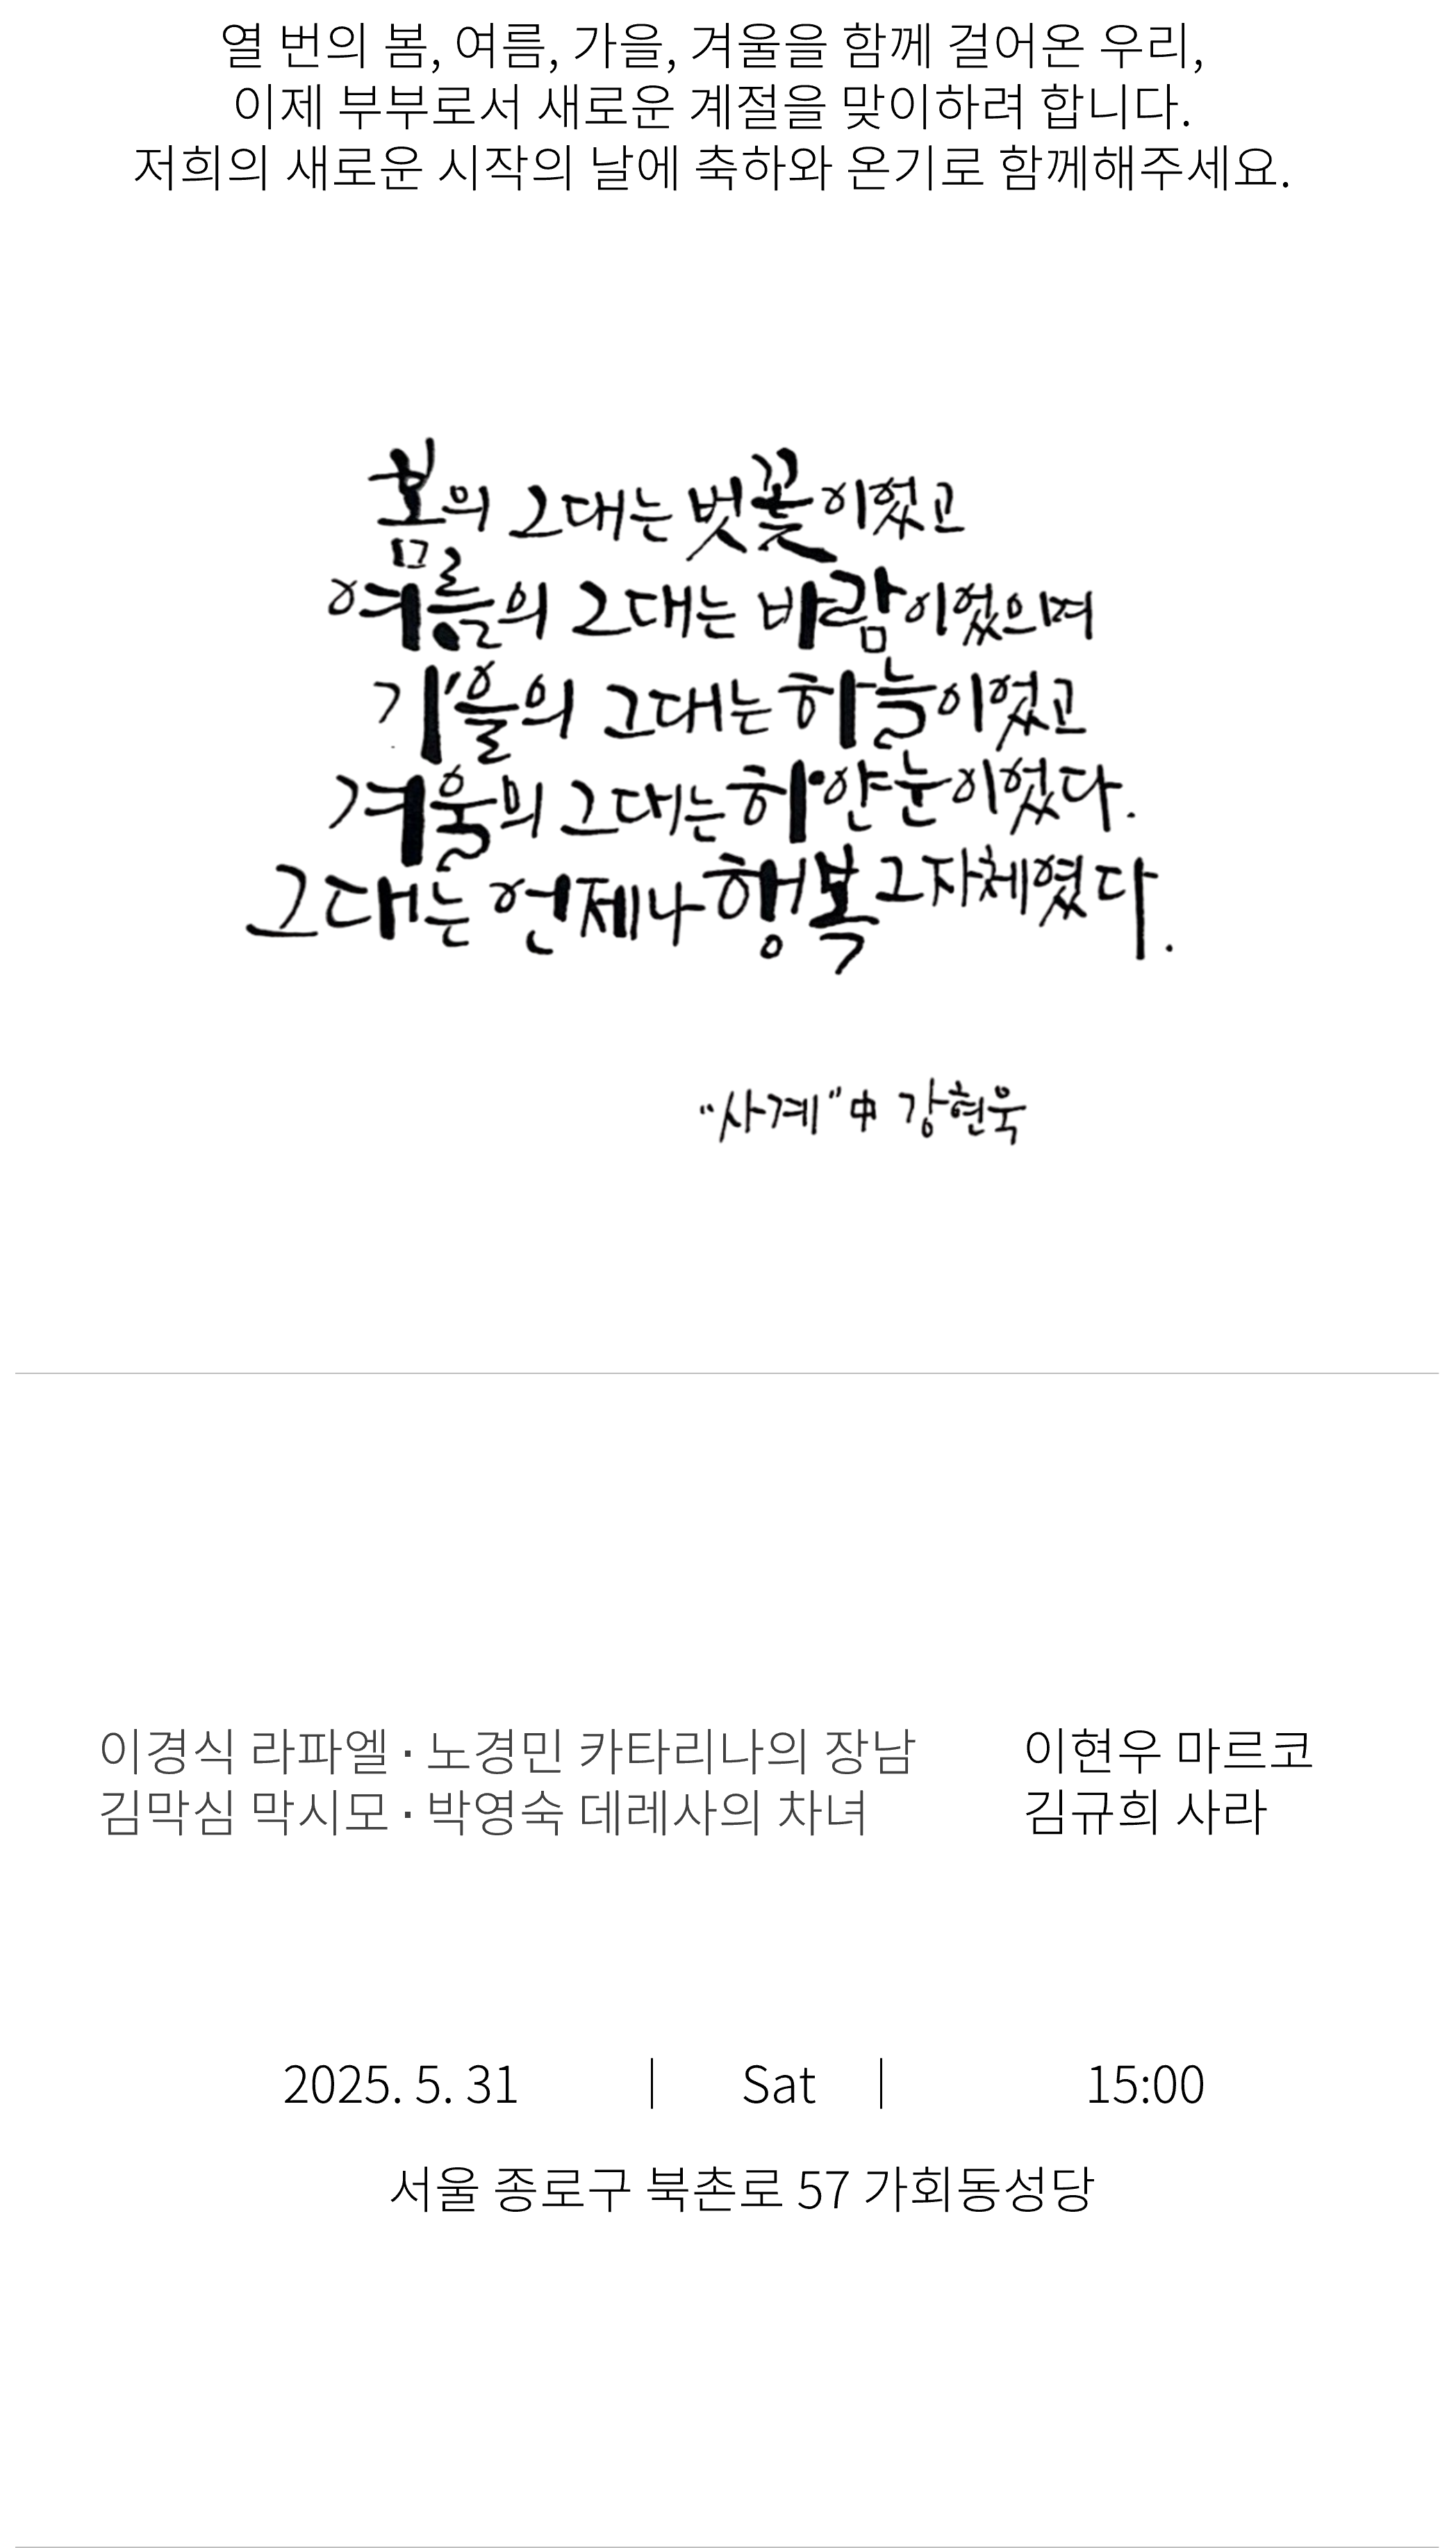 열 번의 봄, 여름, 가을, 겨울을 함께 걸어온 우리,
이제 부부로서 새로운 계절을 맞이하려 합니다.
저희의 새로운 시작의 날에 축하와 온기로 함께해주세요.
봄의 그대는 벚꽃이었고
여름의 그대는 바람이었으며
가을의 그대는 하늘이었고
겨울의 그대는 하얀 눈이었다.
그대는 언제나 행복 그 자체였다.
"사계" 中 강현욱
이경식 라파엘 · 노경민 카타리나의 장남 이현우 마르코
김막심 막시모 · 박영숙 데레사의 차녀 김규희 사라
2025. 5. 31 | Sat | 15:00
서울 종로구 북촌로 57 가회동성당